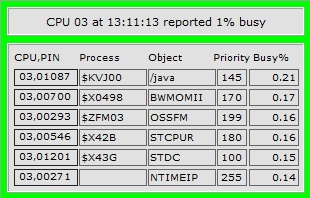 CPU 03 at 13:11:13 reported 1% busy
CPU,PIN Process Object Priority Busy%
03,01087 $KVJ00 /java 145 0.21
03,00700 $X0498 BWMOMII 170 0.17
03,00293 $ZFM03 OSSFM 199 0.16
03,00546 $X42B STCPUR 180 0.16
03,01201 $X43G STDC 100 0.15
03,00271 NTIMEIP 255 0.14